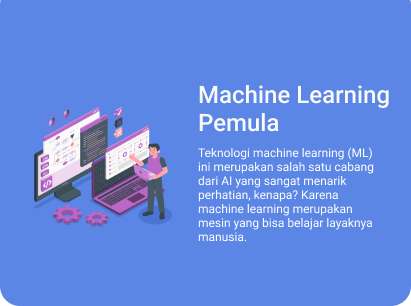 Machine Learning
Pemula
Teknologi machine learning (ML)
ini merupakan salah satu cabang
dari AI yang sangat menarik
perhatian, kenapa? Karena
machine learning merupakan
mesin yang bisa belajar layaknya
manusia.